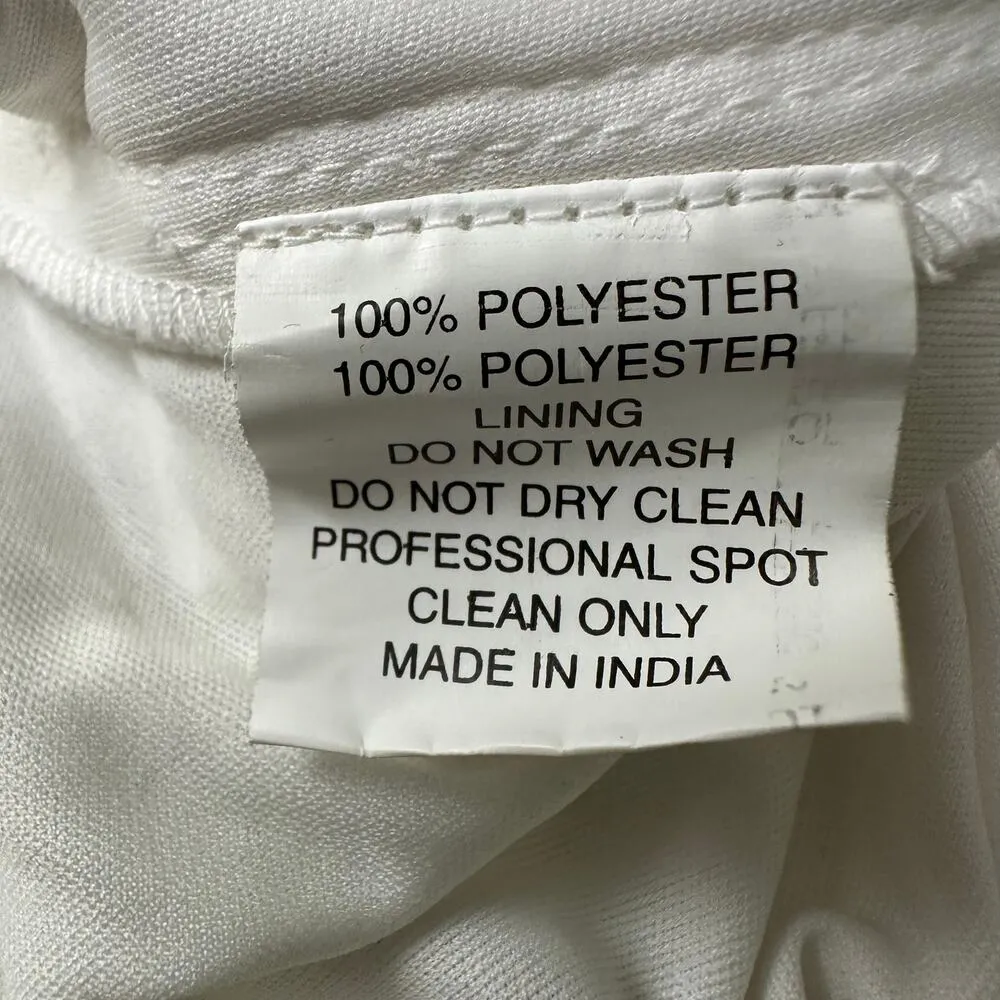 100% POLYESTER
100% POLYESTER
LINING
DO NOT WASH
DO NOT DRY CLEAN
PROFESSIONAL SPOT
CLEAN ONLY
MADE IN INDIA